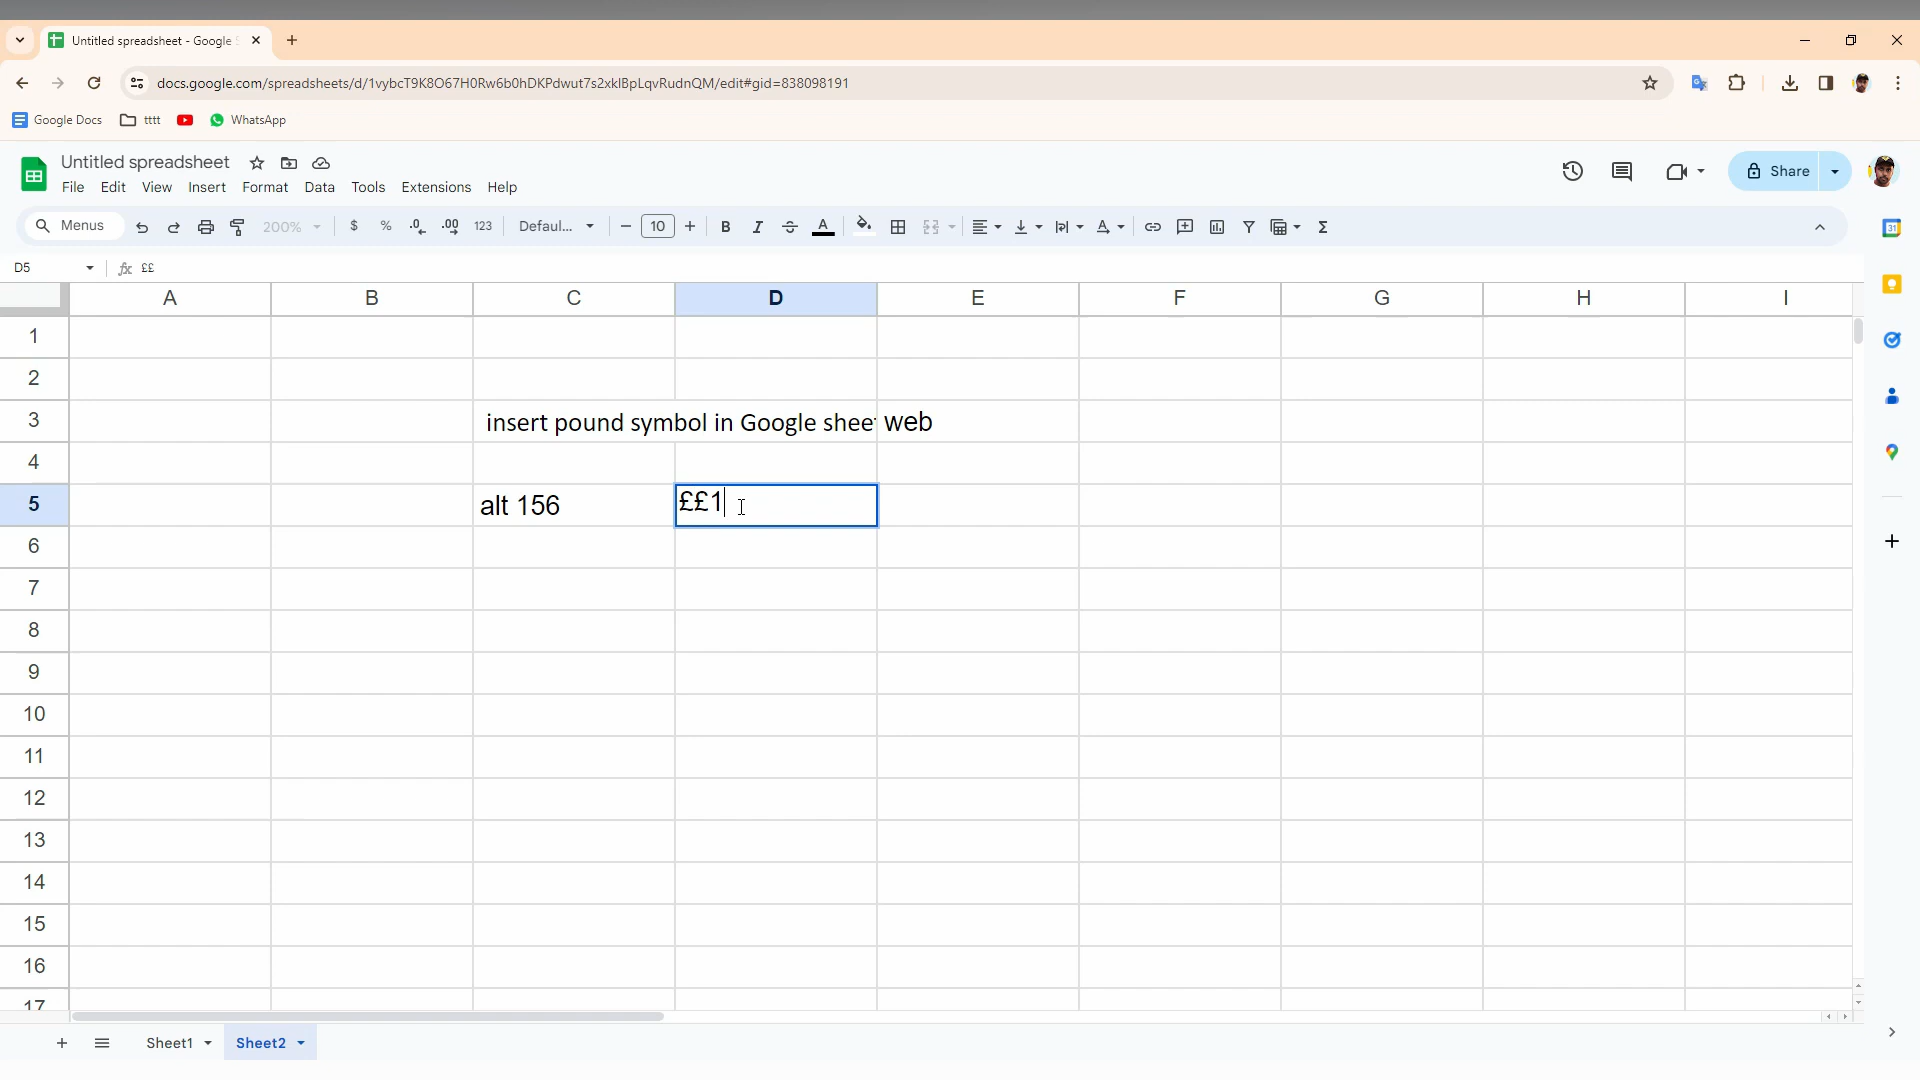 Untitled spreadsheet - Google S
docs.google.com/spreadsheets/d/1vybcT9K8O67H0Rw6b0hDKPdwut7s2xklBpLqvRudnQM/edit#gid=838098191
Google Docs tttt WhatsApp
Untitled spreadsheet
File Edit View Insert Format Data Tools Extensions Help
Share
Menus 200% $ % .0 .00 123 Defaul... − 10 + B I S A Σ
31
D5 fx ££
A B C D E F G H I
1
2
3 insert pound symbol in Google sheet web
4
5 alt 156 ££1
6
7
8
9
10
11
12
13
14
15
16
17
+ Sheet1 Sheet2